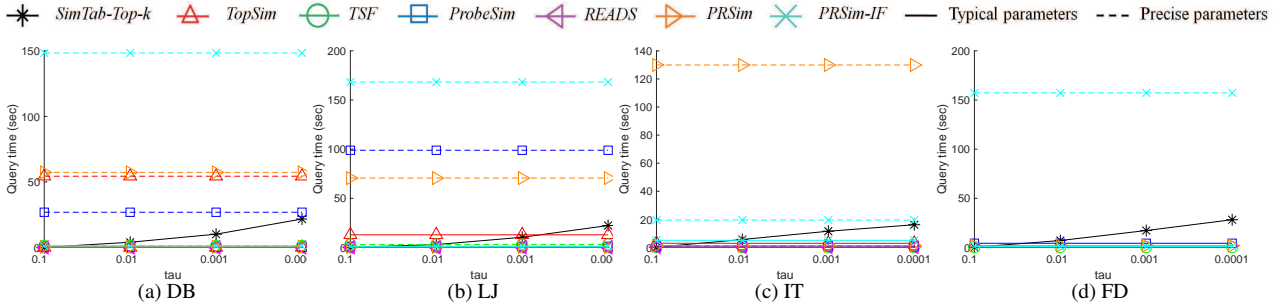 SimTab-Top-k TopSim TSF ProbeSim READS PRSim PRSim-IF Typical parameters Precise parameters
150
100
50
0
Query time (sec)
0.1 0.01 0.001 0.00
tau
(a) DB
200
150
100
50
0
Query time (sec)
0.1 0.01 0.001 0.00
tau
(b) LJ
140
120
100
80
60
40
20
0
Query time (sec)
0.1 0.01 0.001 0.0001
tau
(c) IT
200
150
100
50
0
Query time (sec)
0.1 0.01 0.001 0.0001
tau
(d) FD